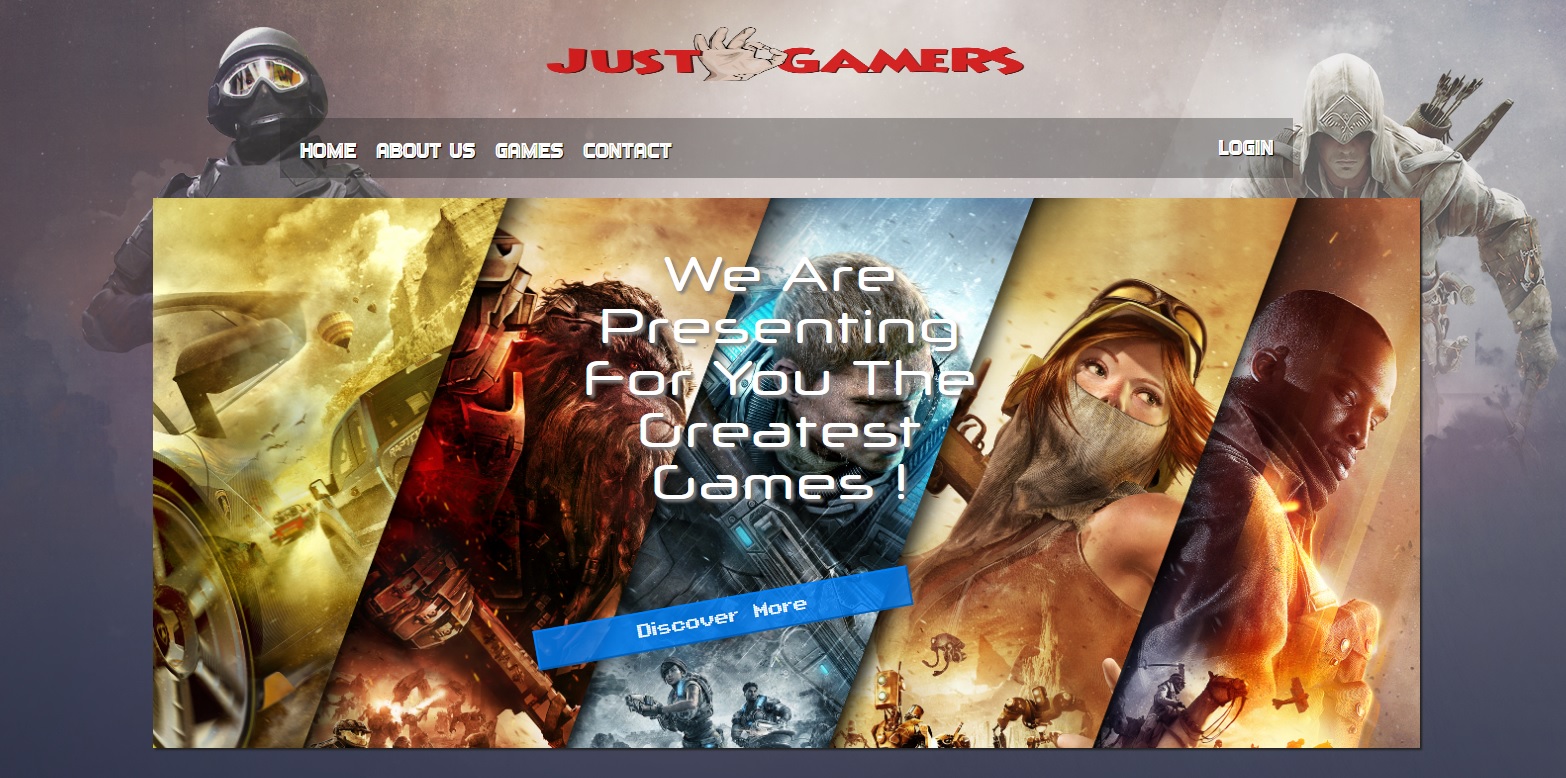 JUST GAMERS
HOME ABOUT US GAMES CONTACT LOGIN
We Are
Presenting
For You The
Greatest
Games !
Discover More